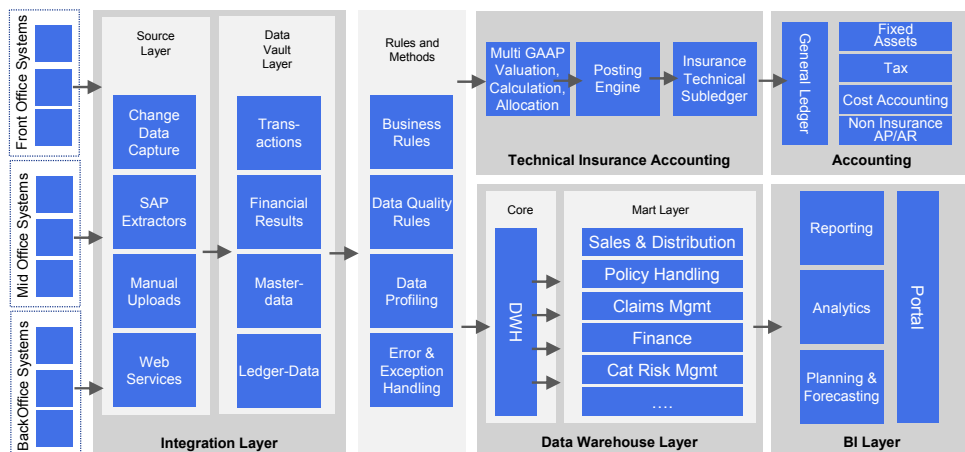 Front Office Systems
Mid Office Systems
BackOffice Systems
Source
Layer
Change
Data
Capture
SAP
Extractors
Manual
Uploads
Web
Services
Data
Vault
Layer
Trans-
actions
Financial
Results
Master-
data
Ledger-Data
Integration Layer
Rules and
Methods
Business
Rules
Data Quality
Rules
Data
Profiling
Error &
Exception
Handling
Multi GAAP
Valuation,
Calculation,
Allocation
Posting
Engine
Insurance
Technical
Subledger
Technical Insurance Accounting
General Ledger
Fixed
Assets
Tax
Cost Accounting
Non Insurance
AP/AR
Accounting
Core
DWH
Mart Layer
Sales & Distribution
Policy Handling
Claims Mgmt
Finance
Cat Risk Mgmt
....
Data Warehouse Layer
Reporting
Analytics
Planning &
Forecasting
Portal
BI Layer